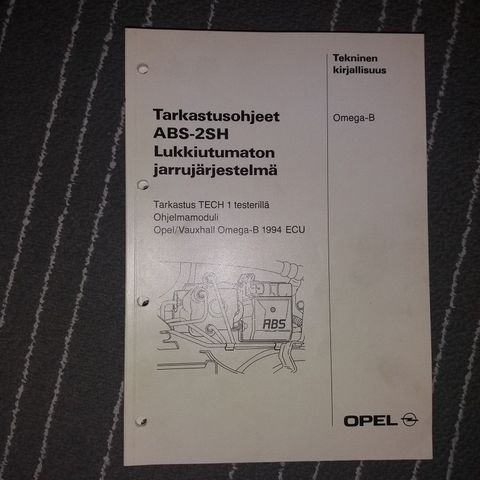 Tekninen
kirjallisuus
Tarkastusohjeet
ABS-2SH
Lukkiutumaton
jarrujärjestelmä
Omega-B
Tarkastus TECH 1 testerillä
Ohjelmamoduli
Opel/Vauxhall Omega-B 1994 ECU
ABS
OPEL